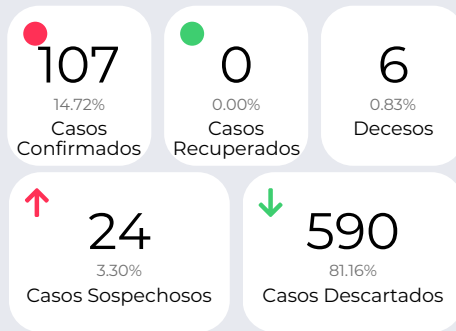 107
14.72%
Casos
Confirmados
0
0.00%
Casos
Recuperados
6
0.83%
Decesos
24
3.30%
Casos Sospechosos
590
81.16%
Casos Descartados